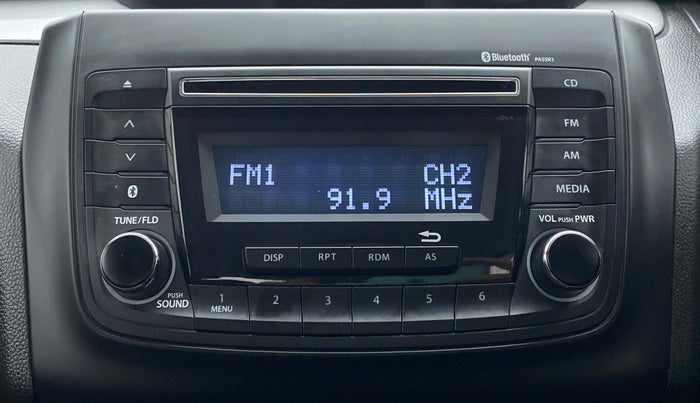 Bluetooth® PA5SR1
CD
FM1 CH2
91.9 MHz
FM
AM
MEDIA
TUNE/FLD
VOL PUSH PWR
DISP RPT RDM AS
PUSH
SOUND
1 2 3 4 5 6
MENU